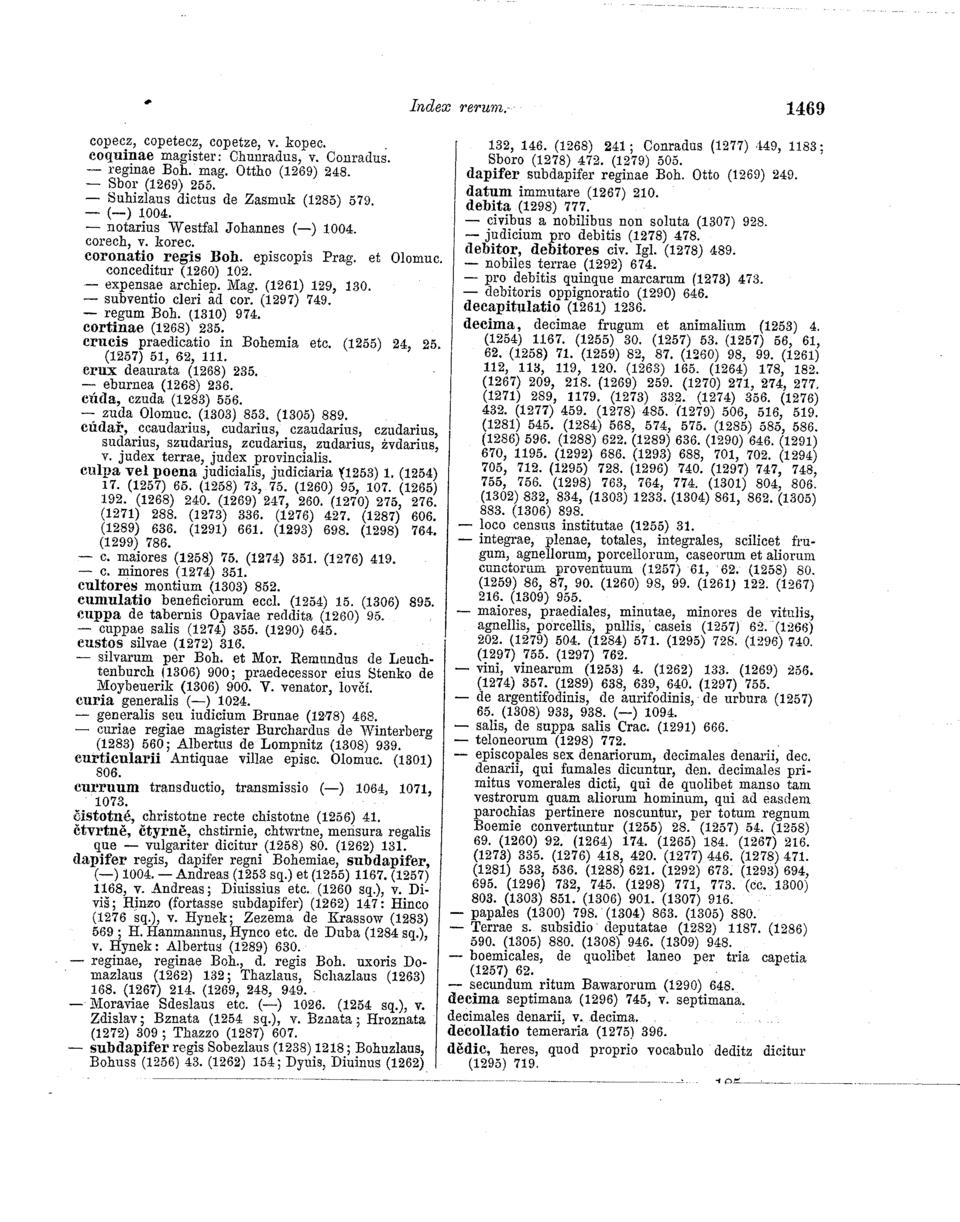 Index rerum.
1469
copecz, copetecz, copetze, v. kopec.
coquinae magister: Chunradus, v. Conradus.
— reginae Boh. mag. Ottho (1269) 248.
— Sbor (1269) 255.
— Suhizlaus dictus de Zasmuk (1285) 579.
— (—) 1004.
— notarius Westfal Johannes (—) 1004.
corech, v. korec.
coronatio regis Boh. episcopis Prag. et Olomuc.
conceditur (1260) 102.
— expensae archiep. Mag. (1261) 129, 130.
— subventio cleri ad cor. (1297) 749.
— regum Boh. (1310) 974.
cortinae (1268) 235.
crucis praedicatio in Bohemia etc. (1255) 24, 25.
(1257) 51, 62, 111.
crux deaurata (1268) 235.
— eburnea (1268) 236.
cúda, czuda (1283) 556.
— zuda Olomuc. (1303) 853. (1305) 889.
cúdař, ccaudarius, cudarius, czaudarius, czudarius,
sudarius, szudarius, zcudarius, zudarius, żvdarius,
v. judex terrae, judex provincialis.
culpa vel poena judicialis, judiciaria (1253) 1. (1254)
17. (1257) 65. (1258) 73, 75. (1260) 95, 107. (1265)
192. (1268) 240. (1269) 247, 260. (1270) 275, 276.
(1271) 288. (1273) 336. (1276) 427. (1287) 606.
(1289) 636. (1291) 661. (1293) 698. (1298) 764.
(1299) 786.
— c. maiores (1258) 75. (1274) 351. (1276) 419.
— c. minores (1274) 351.
cultores montium (1303) 852.
cumulatio beneficiorum eccl. (1254) 15. (1306) 895.
cuppa de tabernis Opaviae reddita (1260) 95.
— cuppae salis (1274) 355. (1290) 645.
custos silvae (1272) 316.
— silvarum per Boh. et Mor. Remundus de Leuch-
tenburch (1306) 900; praedecessor eius Stenko de
Moybeuerik (1306) 900. V. venator, lovčí.
curia generalis (—) 1024.
— generalis seu iudicium Brunae (1278) 468.
— curiae regiae magister Burchardus de Winterberg
(1283) 560; Albertus de Lompnitz (1308) 939.
curticularii Antiquae villae episc. Olomuc. (1301)
806.
curruum transductio, transmissio (—) 1064, 1071,
1073.
čistotné, christotne recte chistotne (1256) 41.
čtvrtně, čtyrně, chstirnie, chtwrtne, mensura regalis
que — vulgariter dicitur (1258) 80. (1262) 131.
dapifer regis, dapifer regni Bohemiae, subdapifer,
(—) 1004. — Andreas (1253 sq.) et (1255) 1167. (1257)
1168, v. Andreas; Diuissius etc. (1260 sq.), v. Di-
viš; Hinzo (fortasse subdapifer) (1262) 147: Hinco
(1276 sq.), v. Hynek; Zezema de Krassow (1283)
569; H. Hanmannus, Hynco etc. de Duba (1284 sq.),
v. Hynek: Albertus (1289) 630.
— reginae, reginae Boh., d. regis Boh. uxoris Do-
mazlaus (1262) 132; Thazlaus, Schazlaus (1263)
168. (1267) 214. (1269, 248, 949.
— Moraviae Sdeslaus etc. (—) 1026. (1254 sq.), v.
Zdislav; Bznata (1254 sq.), v. Bznata; Hroznata
(1272) 309; Thazzo (1287) 607.
— subdapifer regis Sobezlaus (1238) 1218; Bohuzlaus,
Bohuss (1256) 43. (1262) 154; Dyuis, Diuinus (1262)
132, 146. (1268) 241; Conradus (1277) 449, 1183;
Sboro (1278) 472. (1279) 505.
dapifer subdapifer reginae Boh. Otto (1269) 249.
datum immutare (1267) 210.
debita (1298) 777.
— civibus a nobilibus non soluta (1307) 928.
— judicium pro debitis (1278) 478.
debitor, debitores civ. Igl. (1278) 489.
— nobiles terrae (1292) 674.
— pro debitis quinque marcarum (1273) 473.
— debitoris oppignoratio (1290) 646.
decapitulatio (1261) 1236.
decima, decimae frugum et animalium (1253) 4.
(1254) 1167. (1255) 30. (1257) 53. (1257) 56, 61,
62. (1258) 71. (1259) 82, 87. (1260) 98, 99. (1261)
112, 113, 119, 120. (1263) 165. (1264) 178, 182.
(1267) 209, 218. (1269) 259. (1270) 271, 274, 277.
(1271) 289, 1179. (1273) 332. (1274) 356. (1276)
432. (1277) 459. (1278) 485. (1279) 506, 516, 519.
(1281) 545. (1284) 568, 574, 575. (1285) 585, 586.
(1286) 596. (1288) 622. (1289) 636. (1290) 646. (1291)
670, 1195. (1292) 686. (1293) 688, 701, 702. (1294)
705, 712. (1295) 728. (1296) 740. (1297) 747, 748,
755, 756. (1298) 763, 764, 774. (1301) 804, 806.
(1302) 832, 834, (1303) 1233. (1304) 861, 862. (1305)
883. (1306) 898.
— loco census institutae (1255) 31.
— integrae, plenae, totales, integrales, scilicet fru-
gum, agnellorum, porcellorum, caseorum et aliorum
cunctorum proventuum (1257) 61, 62. (1258) 80.
(1259) 86, 87, 90. (1260) 98, 99. (1261) 122. (1267)
216. (1309) 955.
— maiores, praediales, minutae, minores de vitulis,
agnellis, porcellis, pullis, caseis (1257) 62. (1266)
202. (1279) 504. (1284) 571. (1295) 728. (1296) 740.
(1297) 755. (1297) 762.
— vini, vinearum (1253) 4. (1262) 133. (1269) 256.
(1274) 357. (1289) 638, 639, 640. (1297) 755.
— de argentifodinis, de aurifodinis, de urbura (1257)
65. (1308) 933, 938. (—) 1094.
— salis, de suppa salis Crac. (1291) 666.
— teloneorum (1298) 772.
— episcopales sex denariorum, decimales denarii, dec.
denarii, qui fumales dicuntur, den. decimales pri-
mitus vomerales dicti, qui de quolibet manso tam
vestrorum quam aliorum hominum, qui ad easdem
parochias pertinere noscuntur, per totum regnum
Boemie convertuntur (1255) 28. (1257) 54. (1258)
69. (1260) 92. (1264) 174. (1265) 184. (1267) 216.
(1273) 335. (1276) 418, 420. (1277) 446. (1278) 471.
(1281) 533, 536. (1288) 621. (1292) 673. (1293) 694,
695. (1296) 732, 745. (1298) 771, 773. (cc. 1300)
803. (1303) 851. (1306) 901. (1307) 916.
— papales (1300) 798. (1304) 863. (1305) 880.
— Terrae s. subsidio deputatae (1282) 1187. (1286)
590. (1305) 880. (1308) 946. (1309) 948.
— boemicales, de quolibet laneo per tria capetia
(1257) 62.
— secundum ritum Bawarorum (1290) 648.
decima septimana (1296) 745, v. septimana.
decimales denarii, v. decima.
decollatio temeraria (1275) 396.
dědic, heres, quod proprio vocabulo deditz dicitur
(1295) 719.